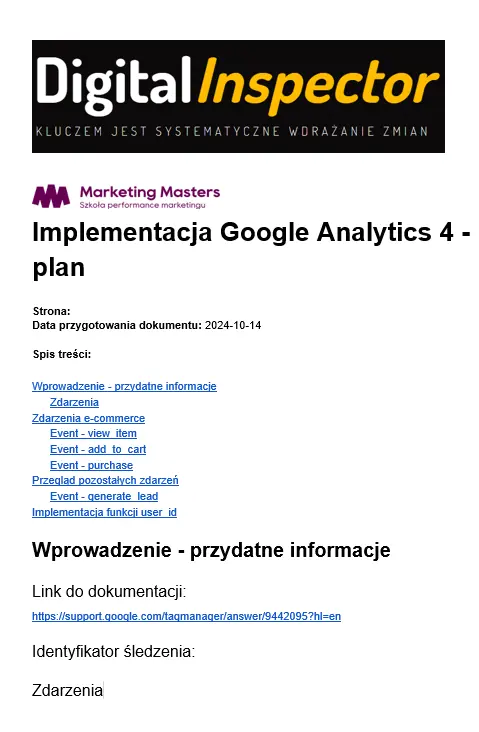 DigitalInspector
KLUCZEM JEST SYSTEMATYCZNE WDRAŻANIE ZMIAN
Marketing Masters
Szkoła performance marketingu
Implementacja Google Analytics 4 -
plan
Strona:
Data przygotowania dokumentu: 2024-10-14
Spis treści:
Wprowadzenie - przydatne informacje
Zdarzenia
Zdarzenia e-commerce
Event - view_item
Event - add_to_cart
Event - purchase
Przegląd pozostałych zdarzeń
Event - generate_lead
Implementacja funkcji user_id
Wprowadzenie - przydatne informacje
Link do dokumentacji:
https://support.google.com/tagmanager/answer/9442095?hl=en
Identyfikator śledzenia:
Zdarzenia